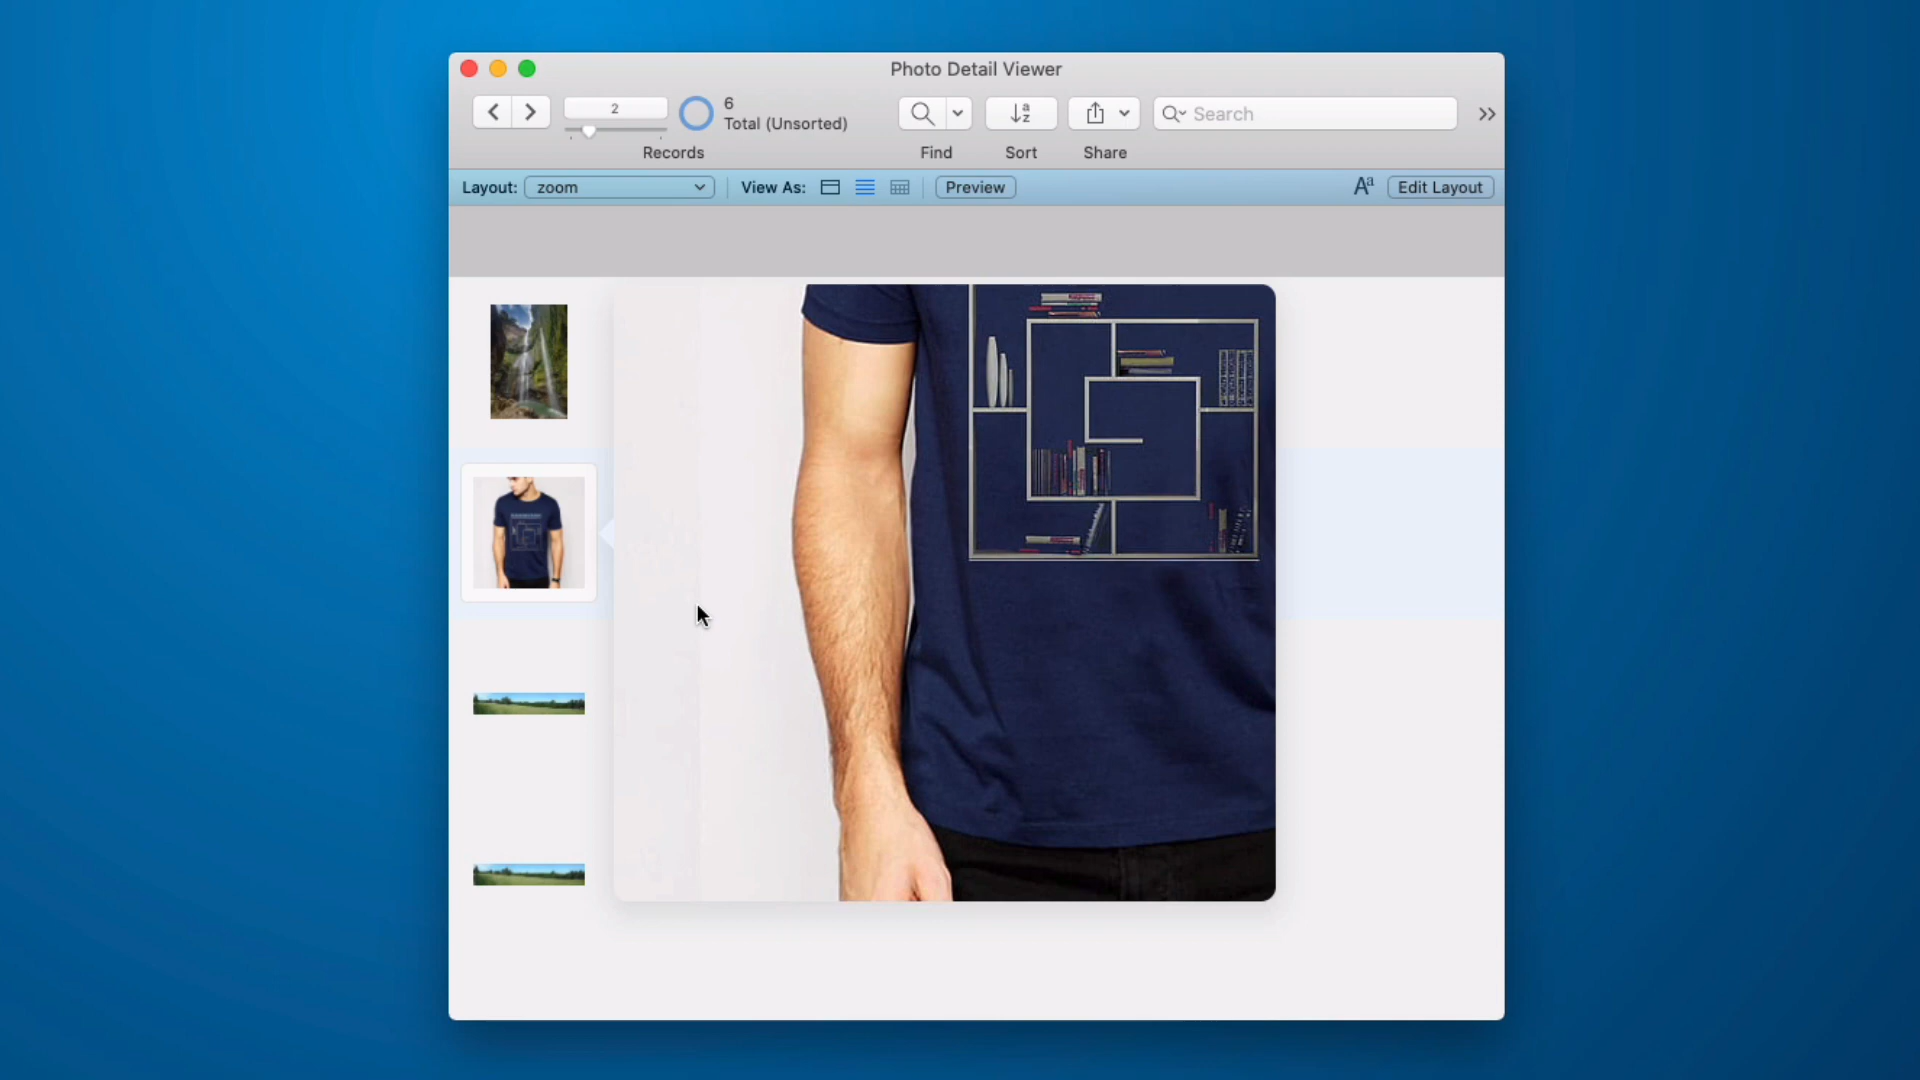 Photo Detail Viewer
2
6
Total (Unsorted)
Search
Records
Find
Sort
Share
Layout:
zoom
View As:
Preview
Aa
Edit Layout